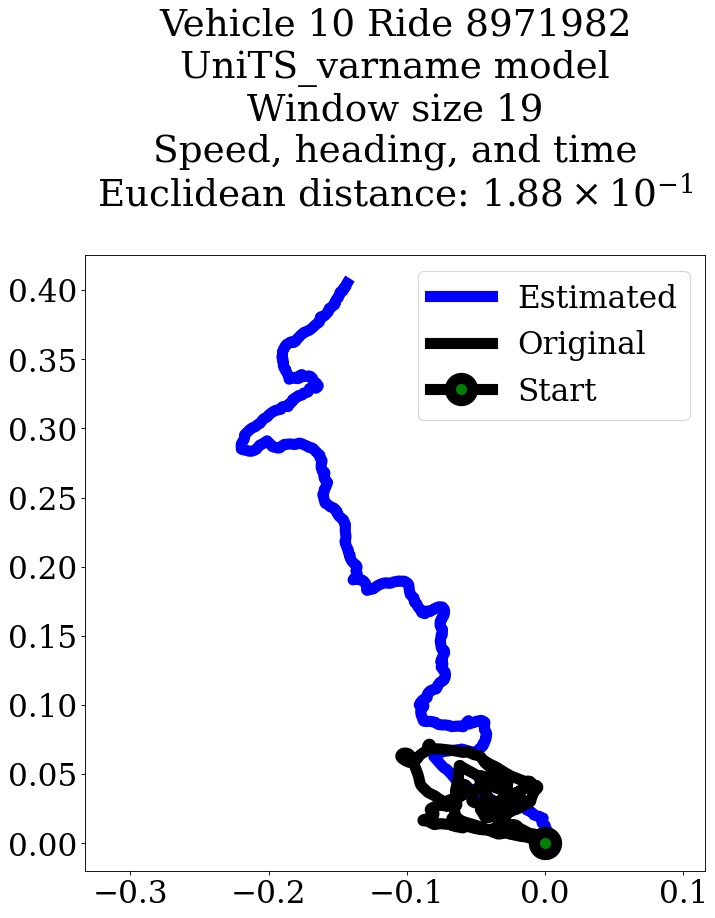 Vehicle 10 Ride 8971982
UniTS_varname model
Window size 19
Speed, heading, and time
Euclidean distance: 1.88 × 10⁻¹
0.40
0.35
0.30
0.25
0.20
0.15
0.10
0.05
0.00
Estimated
Original
Start
−0.3 −0.2 −0.1 0.0 0.1